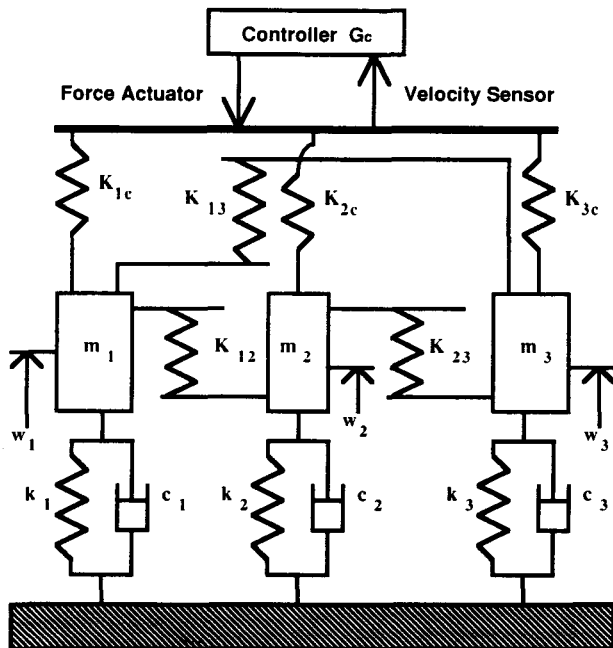 Controller Gc
Force Actuator
Velocity Sensor
K1c
K13
K2c
K3c
m1
K12
m2
K23
m3
w1
w2
w3
k1
c1
k2
c2
k3
c3